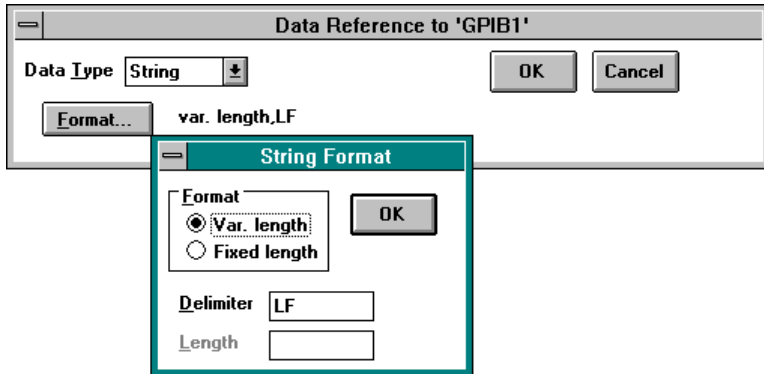 Data Reference to 'GPIB1'
Data Type String OK Cancel
Format... var. length,LF
String Format
Format
Var. length OK
Fixed length
Delimiter LF
Length